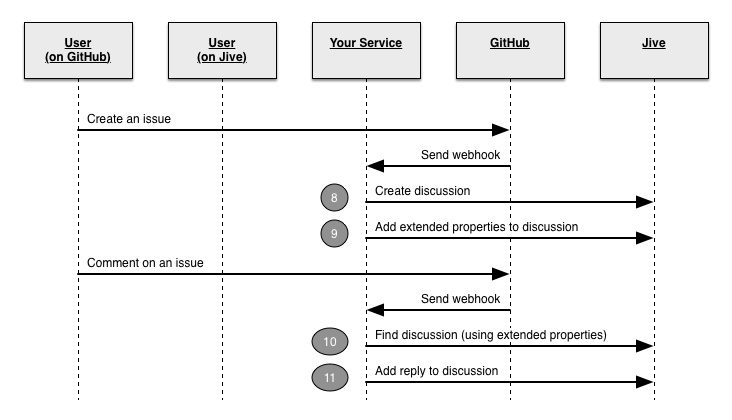 User
(on GitHub)
User
(on Jive)
Your Service
GitHub
Jive
Create an issue
Send webhook
8
Create discussion
9
Add extended properties to discussion
Comment on an issue
Send webhook
10
Find discussion (using extended properties)
11
Add reply to discussion